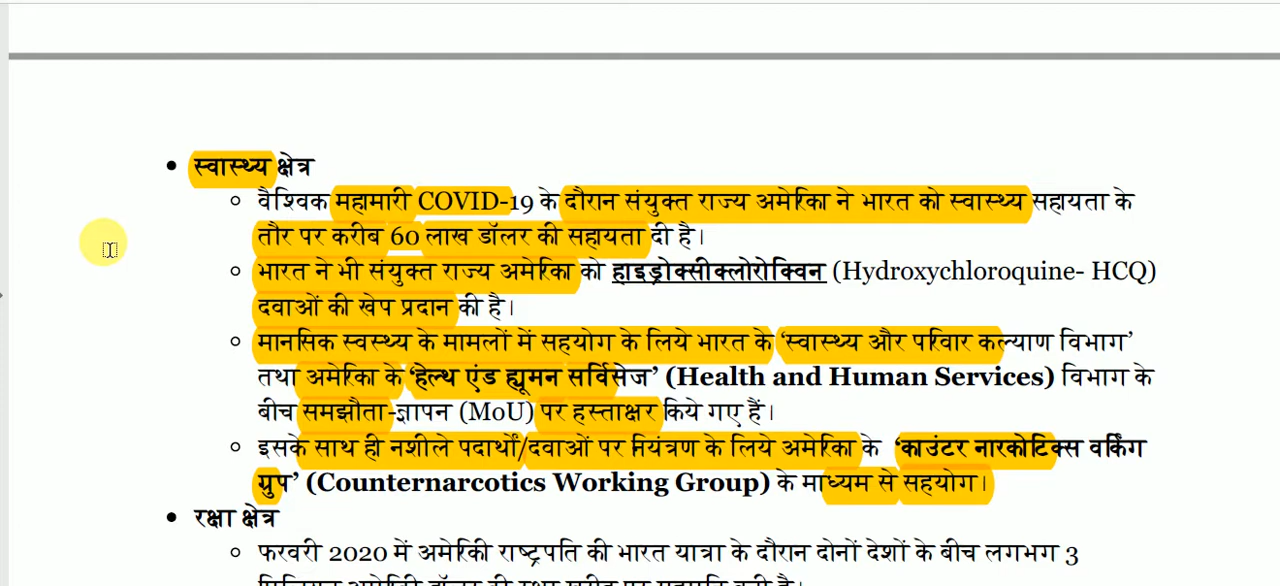 • स्वास्थ्य क्षेत्र
○ वैश्विक महामारी COVID-19 के दौरान संयुक्त राज्य अमेरिका ने भारत को स्वास्थ्य सहायता के
तौर पर करीब 60 लाख डॉलर की सहायता दी है।
○ भारत ने भी संयुक्त राज्य अमेरिका को हाइड्रोक्सीक्लोरोक्विन (Hydroxychloroquine- HCQ)
दवाओं की खेप प्रदान की है।
○ मानसिक स्वस्थ्य के मामलों में सहयोग के लिये भारत के ‘स्वास्थ्य और परिवार कल्याण विभाग’
तथा अमेरिका के ‘हेल्थ एंड ह्यूमन सर्विसेज’ (Health and Human Services) विभाग के
बीच समझौता-ज्ञापन (MoU) पर हस्ताक्षर किये गए हैं।
○ इसके साथ ही नशीले पदार्थों/दवाओं पर नियंत्रण के लिये अमेरिका के ‘काउंटर नारकोटिक्स वर्किंग
ग्रुप’ (Counternarcotics Working Group) के माध्यम से सहयोग।
• रक्षा क्षेत्र
○ फरवरी 2020 में अमेरिकी राष्ट्रपति की भारत यात्रा के दौरान दोनों देशों के बीच लगभग 3